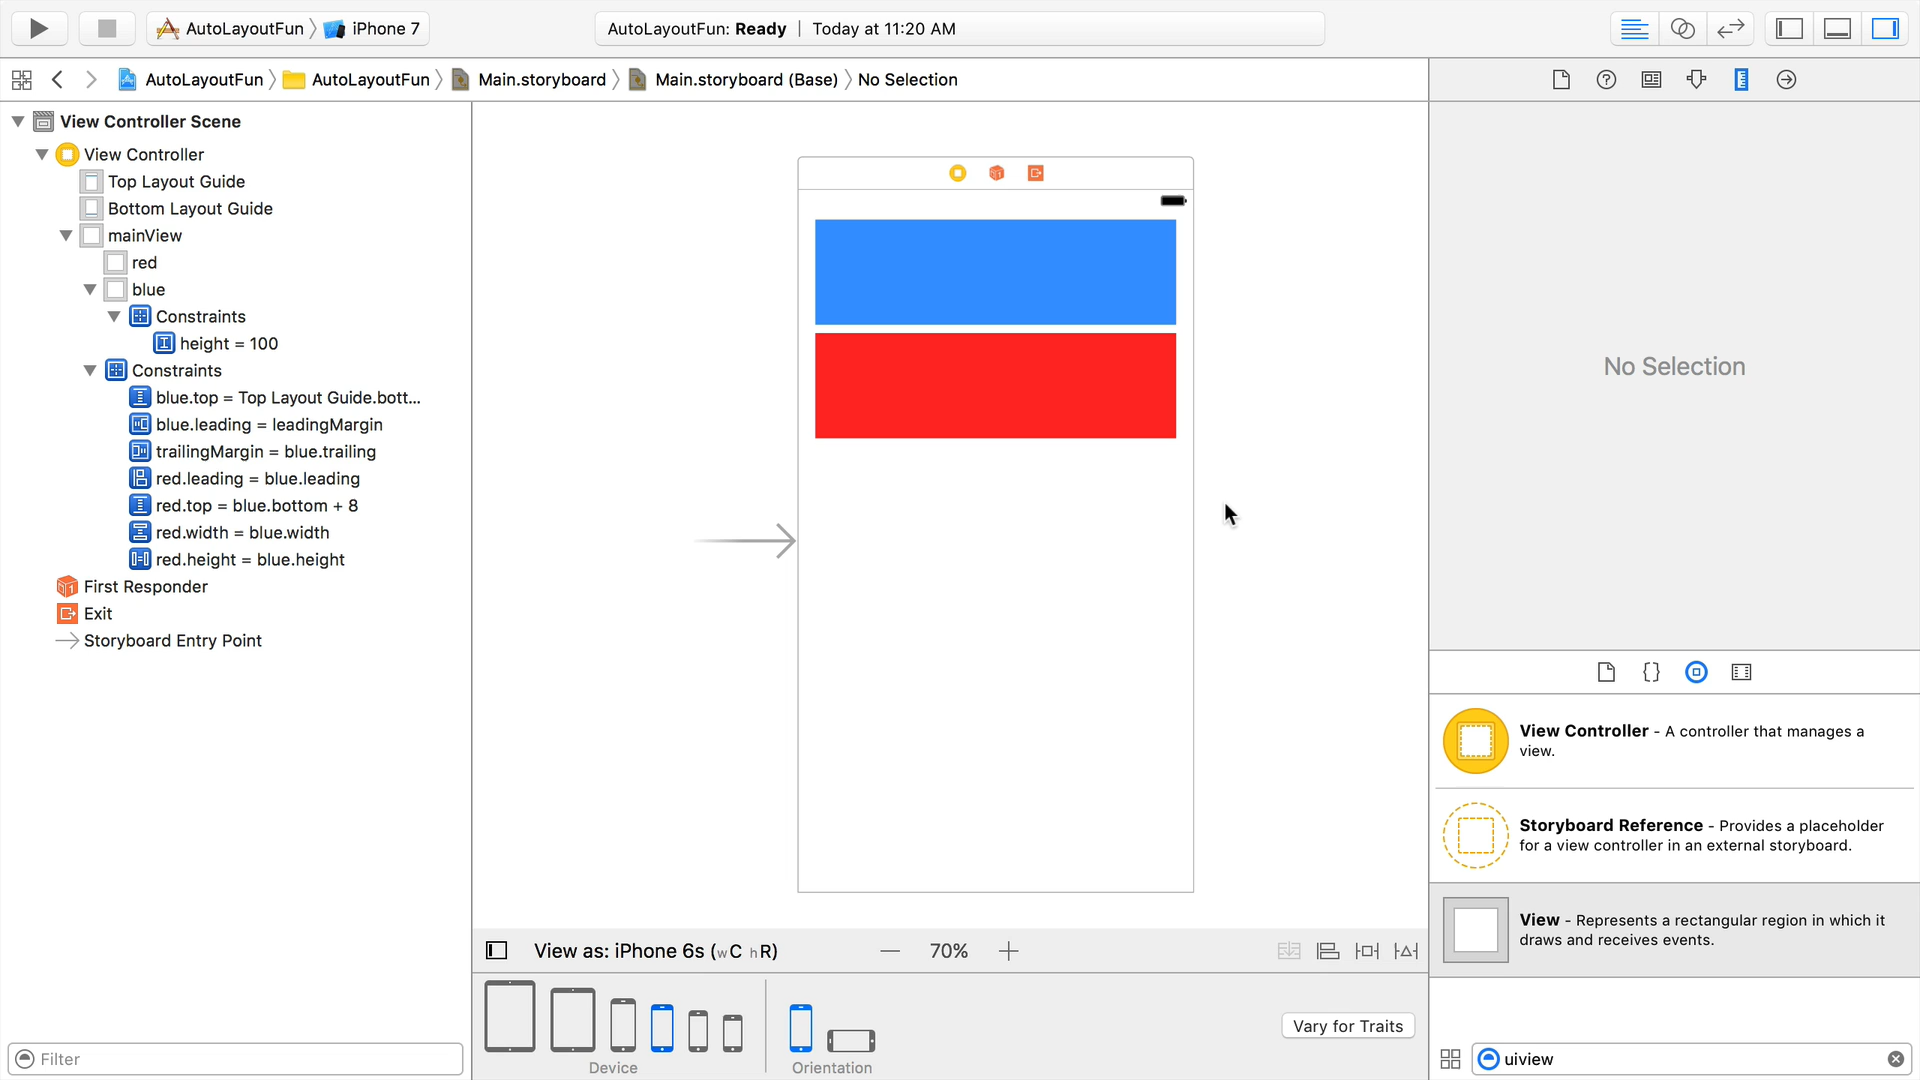 AutoLayoutFun iPhone 7
AutoLayoutFun: Ready | Today at 11:20 AM
AutoLayoutFun AutoLayoutFun Main.storyboard Main.storyboard (Base) No Selection
View Controller Scene
View Controller
Top Layout Guide
Bottom Layout Guide
mainView
red
blue
Constraints
height = 100
Constraints
blue.top = Top Layout Guide.bott...
blue.leading = leadingMargin
trailingMargin = blue.trailing
red.leading = blue.leading
red.top = blue.bottom + 8
red.width = blue.width
red.height = blue.height
First Responder
Exit
Storyboard Entry Point
Filter
View as: iPhone 6s (wC hR)
70%
Device
Orientation
Vary for Traits
No Selection
{}
View Controller - A controller that manages a
view.
Storyboard Reference - Provides a placeholder
for a view controller in an external storyboard.
View - Represents a rectangular region in which it
draws and receives events.
uiview